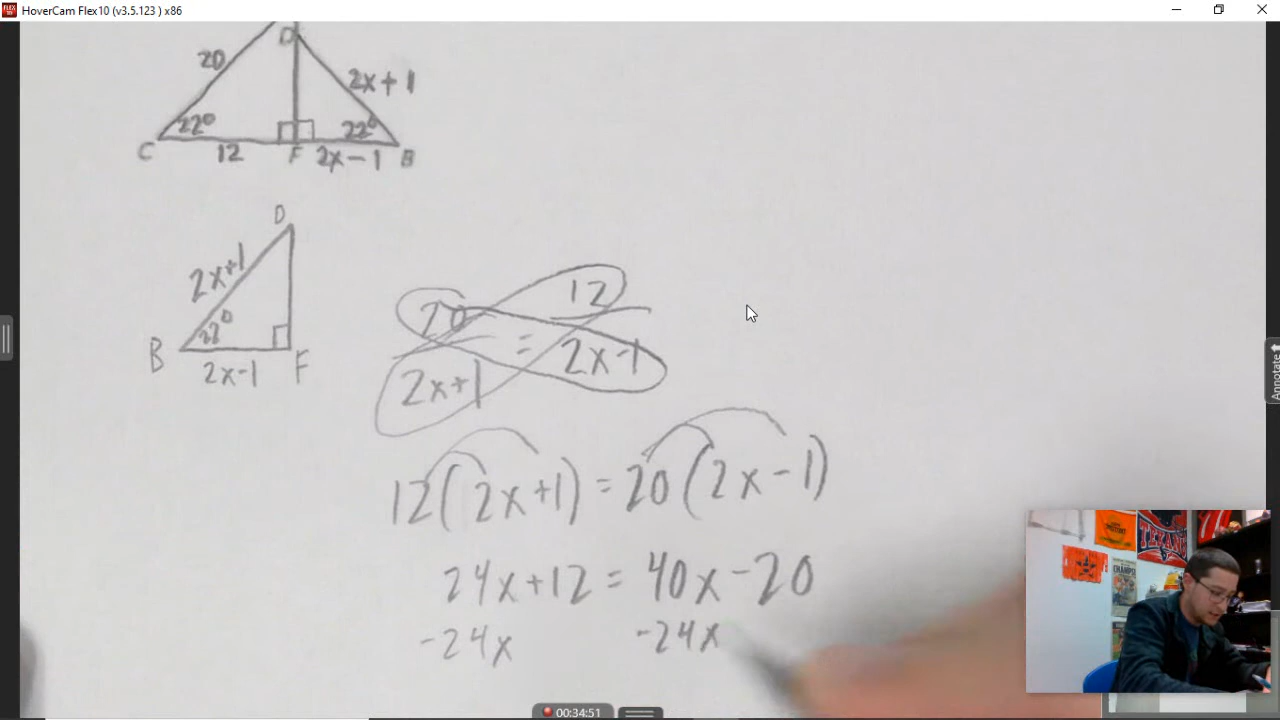 HoverCam Flex10 (v3.5.123 ) x86
D
20
2x+1
22°
22°
C
12
F
2x-1
B
D
2x+1
22°
B
2x-1
F
20 = 12
2x+1
2x-1
12(2x+1)=20(2x-1)
24x+12=40x-20
-24x
-24x
Annotate
TEXANS
00:34:51